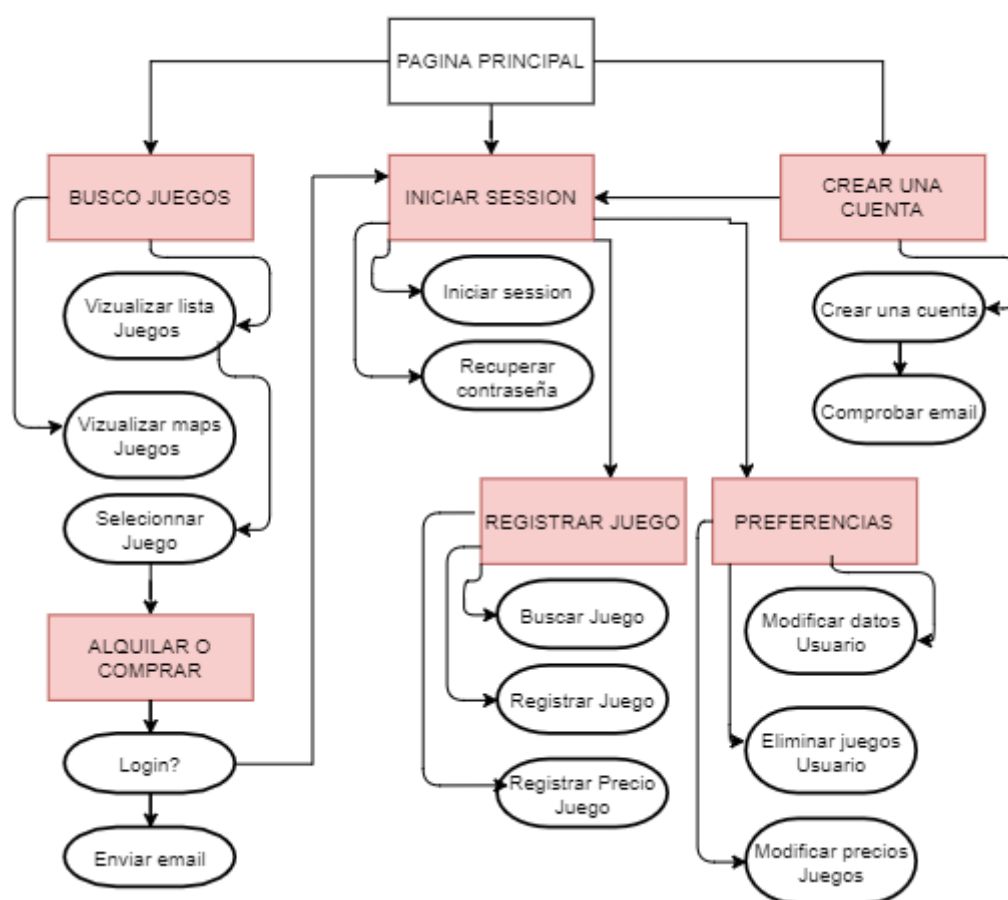 PAGINA PRINCIPAL
BUSCO JUEGOS
INICIAR SESSION
CREAR UNA
CUENTA
Vizualizar lista
Juegos
Iniciar session
Crear una cuenta
Recuperar
contraseña
Comprobar email
Vizualizar maps
Juegos
Selecionnar
Juego
REGISTRAR JUEGO
PREFERENCIAS
ALQUILAR O
COMPRAR
Buscar Juego
Modificar datos
Usuario
Registrar Juego
Login?
Eliminar juegos
Usuario
Registrar Precio
Juego
Enviar email
Modificar precios
Juegos